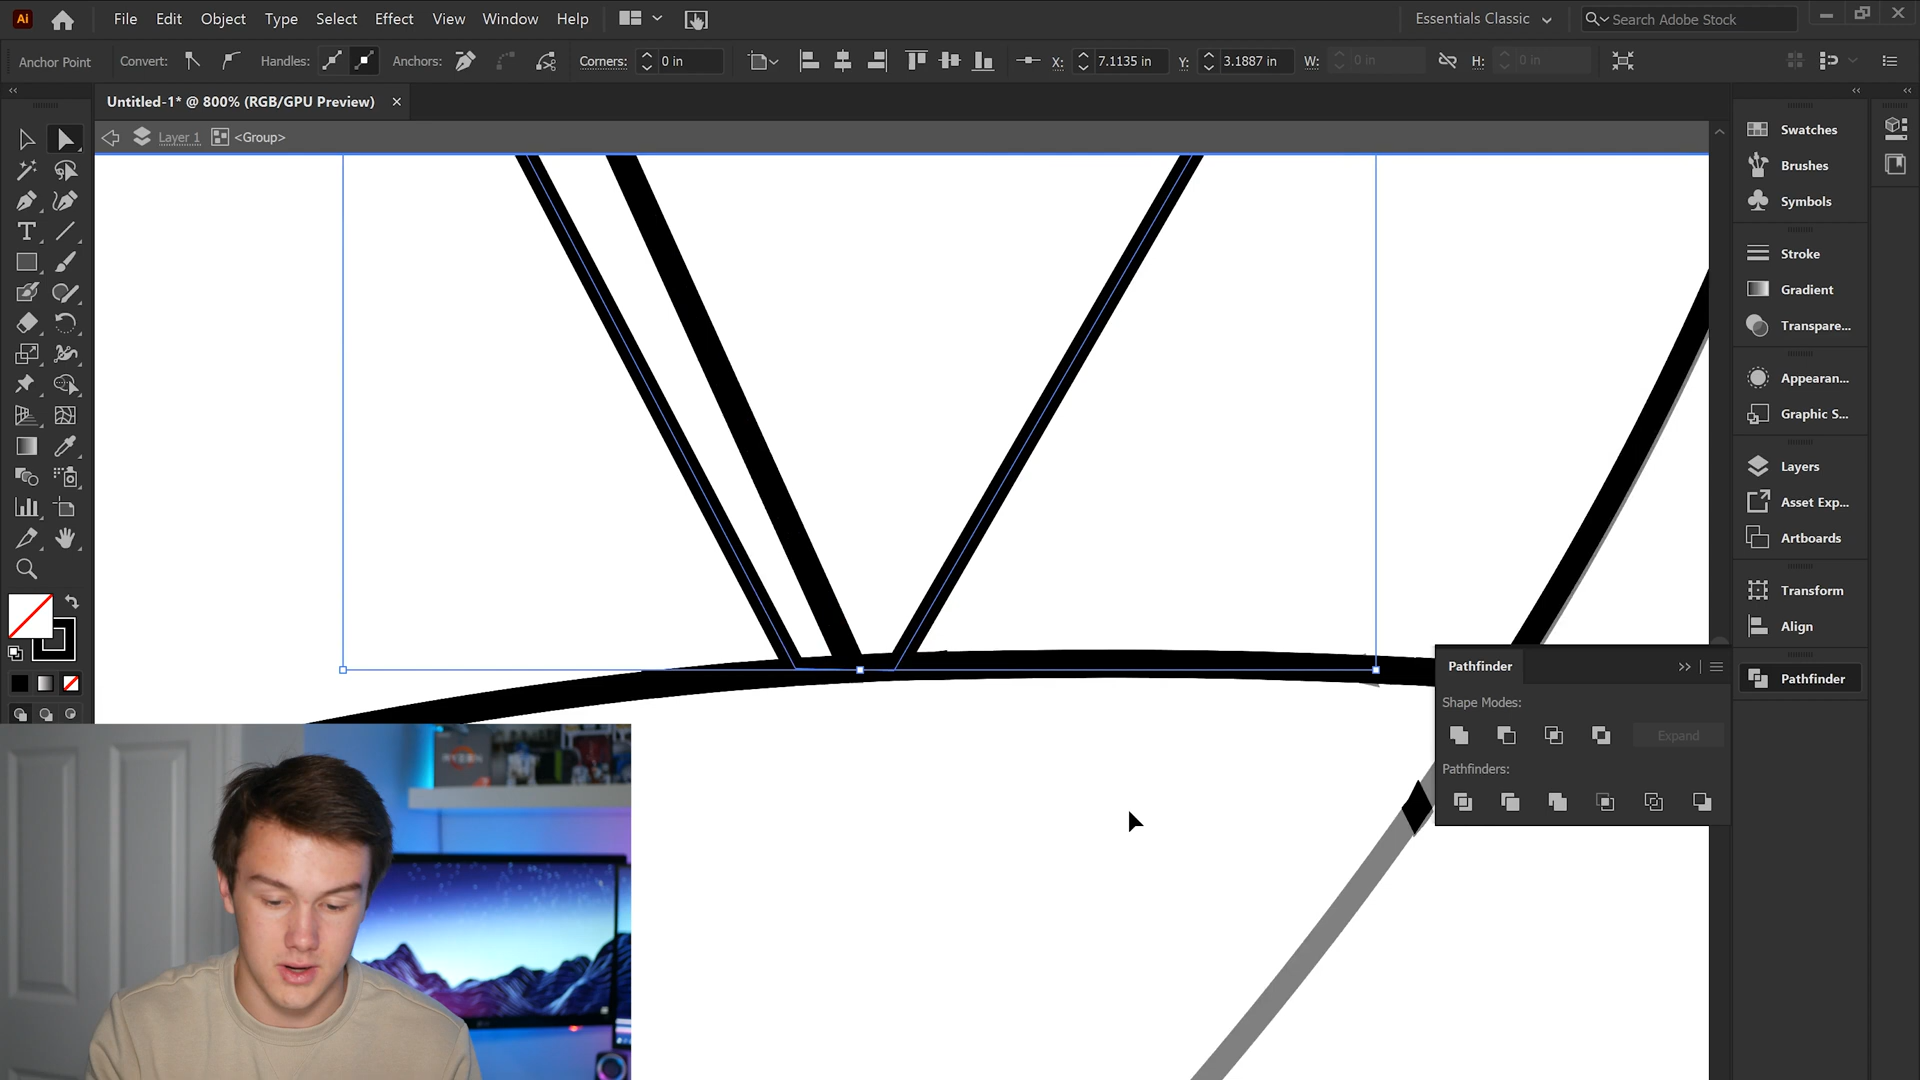 Ai File Edit Object Type Select Effect View Window Help Essentials Classic Search Adobe Stock
Anchor Point Convert: Handles: Anchors: Corners: 0 in X: 7.1135 in Y: 3.1887 in W: 0 in H: 0 in
Untitled-1* @ 800% (RGB/GPU Preview)
Layer 1 <Group>
Swatches
Brushes
Symbols
Stroke
Gradient
Transpare...
Appearan...
Graphic S...
Layers
Asset Exp...
Artboards
Transform
Align
Pathfinder
Pathfinder
Shape Modes:
Expand
Pathfinders:
RYZEN